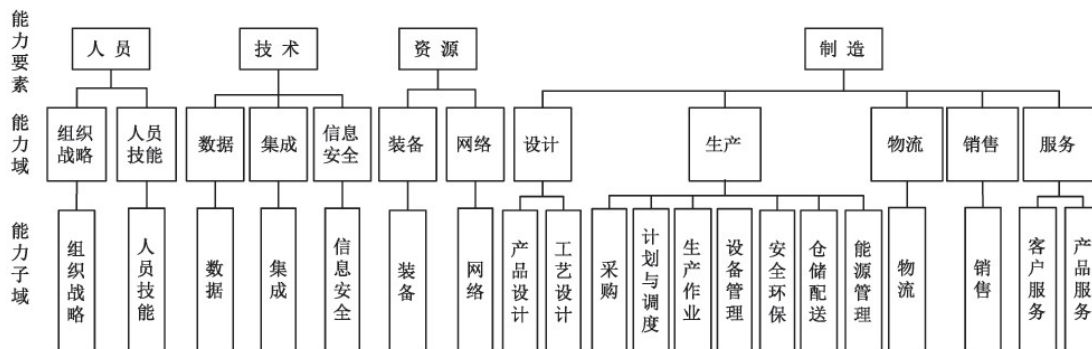 能力要素
人 员
技 术
资 源
制 造
能力域
组织
战略
人员
技能
数据
集成
信息
安全
装备
网络
设计
生产
物流
销售
服务
能力子域
组织战略
人员技能
数据
集成
信息安全
装备
网络
产品设计
工艺设计
采购
计划与调度
生产作业
设备管理
安全环保
仓储配送
能源管理
物流
销售
客户服务
产品服务